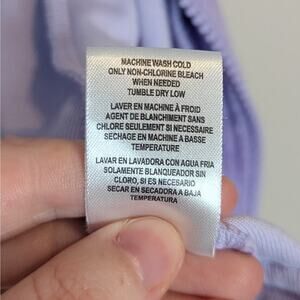 MACHINE WASH COLD
ONLY NON-CHLORINE BLEACH
WHEN NEEDED
TUMBLE DRY LOW
LAVER EN MACHINE À FROID
AGENT DE BLANCHIMENT SANS
CHLORE SEULEMENT SI NECESSAIRE
SECHAGE EN MACHINE A BASSE
TEMPERATURE
LAVAR EN LAVADORA CON AGUA FRIA
SOLAMENTE BLANQUEADOR SIN
CLORO, SI ES NECESARIO
SECAR EN SECADORA A BAJA
TEMPERATURA